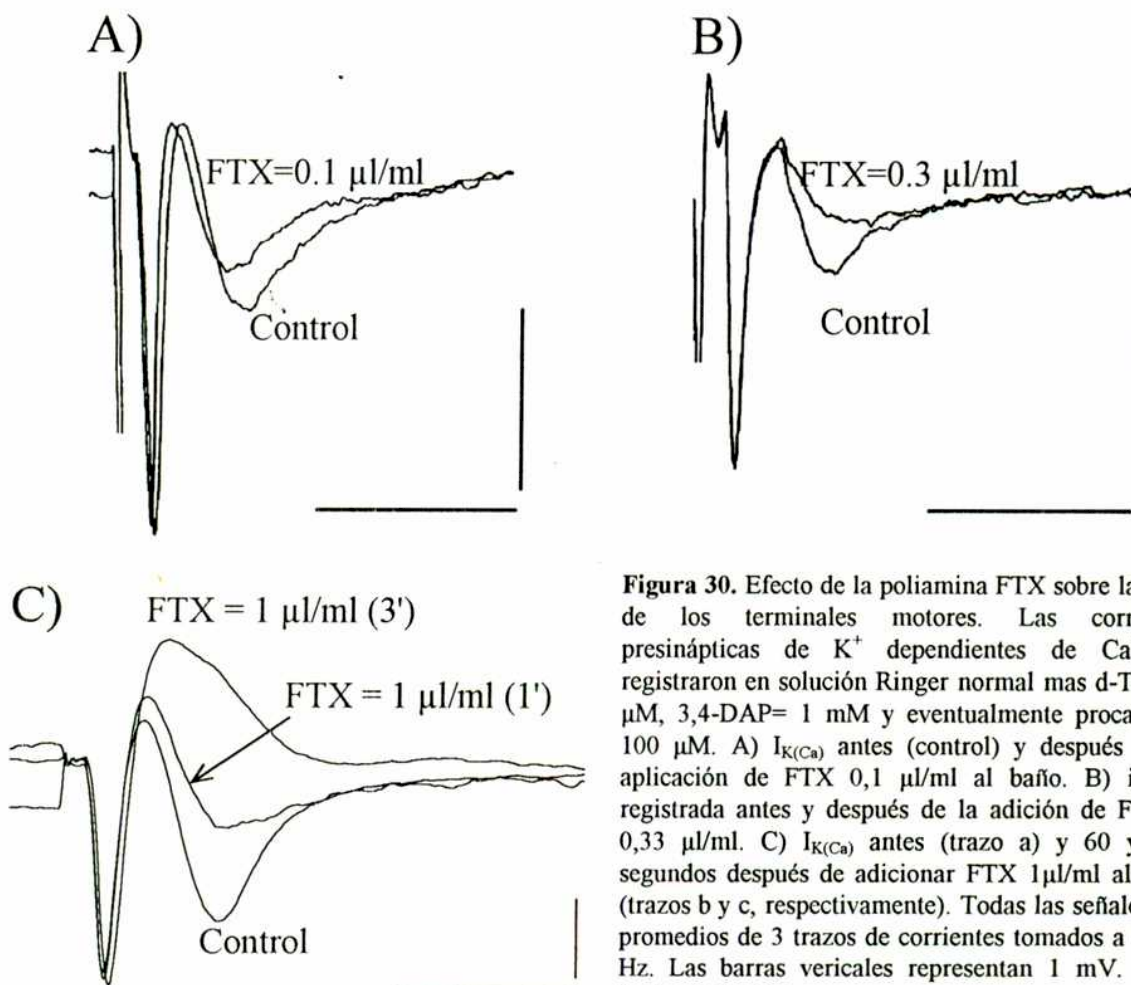 A)
B)
FTX=0.1 µl/ml
FTX=0.3 µl/ml
Control
Control
C)
FTX = 1 µl/ml (3')
FTX = 1 µl/ml (1')
Control
Figura 30. Efecto de la poliamina FTX sobre la
de los terminales motores. Las
presinápticas de K+ dependientes de
registraron en solución Ringer normal mas
µM, 3,4-DAP= 1 mM y eventualmente
100 µM. A) IK(Ca) antes (control) y después
aplicación de FTX 0,1 µl/ml al baño. B)
registrada antes y después de la adición de
0,33 µl/ml. C) IK(Ca) antes (trazo a) y 60 y
segundos después de adicionar FTX 1µl/ml al
(trazos b y c, respectivamente). Todas las
promedios de 3 trazos de corrientes tomados a
Hz. Las barras vericales representan 1 mV.